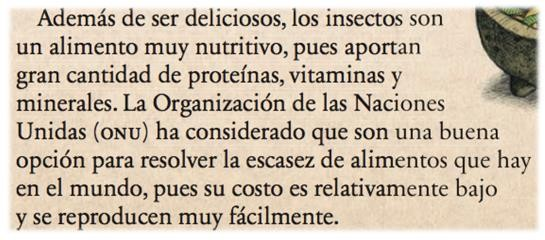 Además de ser deliciosos, los insectos son
un alimento muy nutritivo, pues aportan
gran cantidad de proteínas, vitaminas y
minerales. La Organización de las Naciones
Unidas (ONU) ha considerado que son una buena
opción para resolver la escasez de alimentos que hay
en el mundo, pues su costo es relativamente bajo
y se reproducen muy fácilmente.